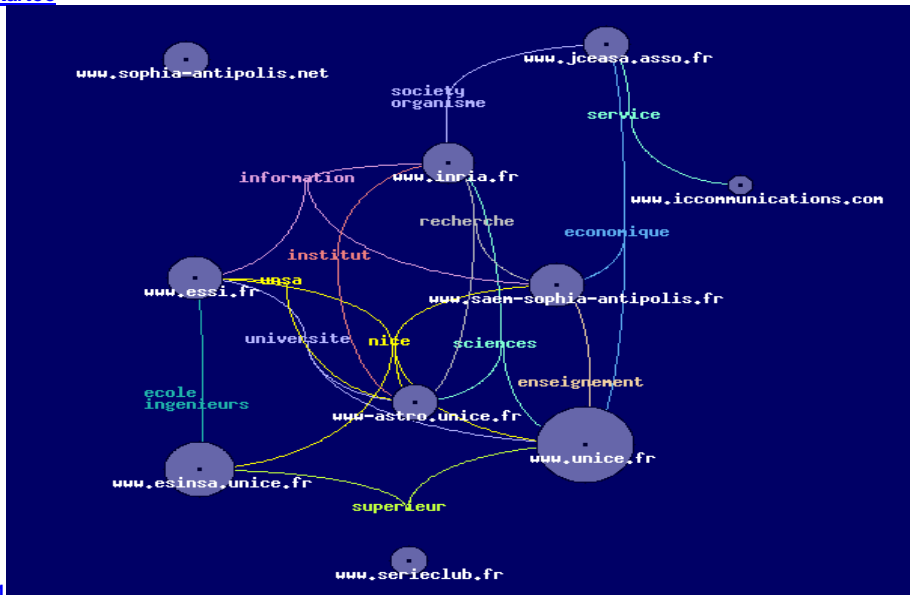 www.sophia-antipolis.net
www.jceasa.asso.fr
society
organisme
service
information
www.inria.fr
www.iccommunications.com
recherche
economique
institut
unsa
www.essi.fr
www.saem-sophia-antipolis.fr
universite
nice
sciences
enseignement
ecole
ingenieurs
www-astro.unice.fr
www.unice.fr
www.esinsa.unice.fr
superieur
www.serieclub.fr